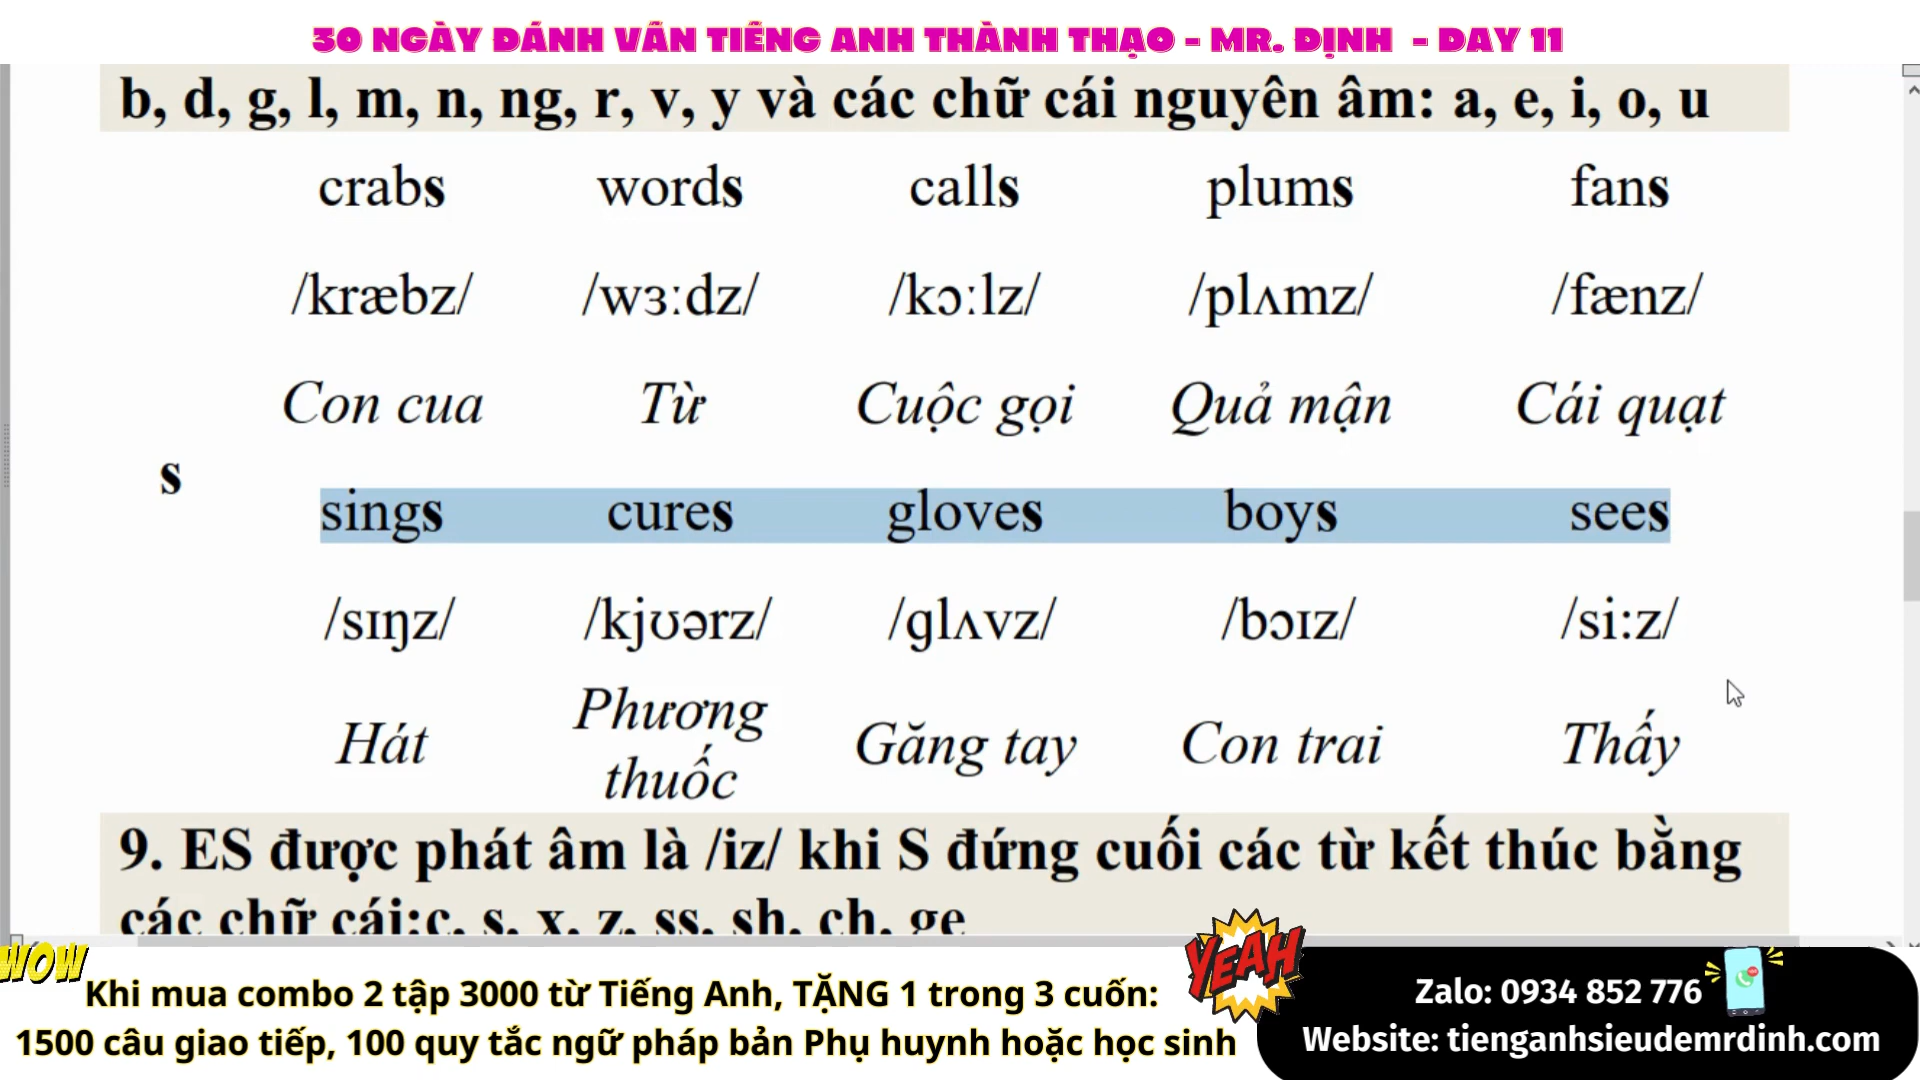 30 NGÀY ĐÁNH VẦN TIẾNG ANH THÀNH THẠO - MR. ĐỊNH - DAY 11
b, d, g, l, m, n, ng, r, v, y và các chữ cái nguyên âm: a, e, i, o, u
crabs words calls plums fans
/kræbz/ /wɜːdz/ /kɔːlz/ /plʌmz/ /fænz/
Con cua Từ Cuộc gọi Quả mận Cái quạt
s
sings cures gloves boys sees
/sɪŋz/ /kjʊərz/ /ɡlʌvz/ /bɔɪz/ /si:z/
Hát Phương thuốc Găng tay Con trai Thấy
9. ES được phát âm là /iz/ khi S đứng cuối các từ kết thúc bằng
các chữ cái:c, s, x, z, ss, sh, ch, ge
WOW
YEAH
Khi mua combo 2 tập 3000 từ Tiếng Anh, TẶNG 1 trong 3 cuốn:
1500 câu giao tiếp, 100 quy tắc ngữ pháp bản Phụ huynh hoặc học sinh
Zalo: 0934 852 776
Website: tienganhsieudemrdinh.com